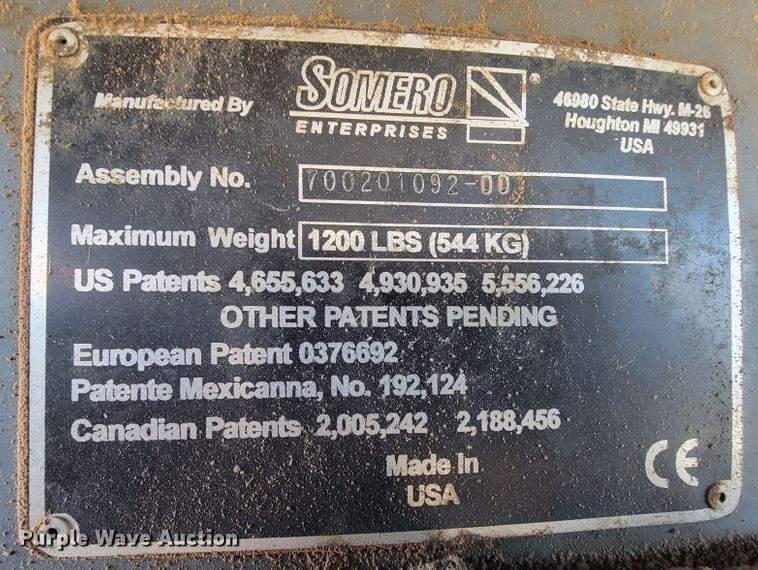 Manufactured By SOMERO ENTERPRISES ®
46980 State Hwy. M-26
Houghton MI 49931
USA
Assembly No. 700201092-00
Maximum Weight 1200 LBS (544 KG)
US Patents 4,655,633 4,930,935 5,556,226
OTHER PATENTS PENDING
European Patent 0376692
Patente Mexicanna, No. 192,124
Canadian Patents 2,005,242 2,188,456
Made In
USA
CE
Purple Wave Auction